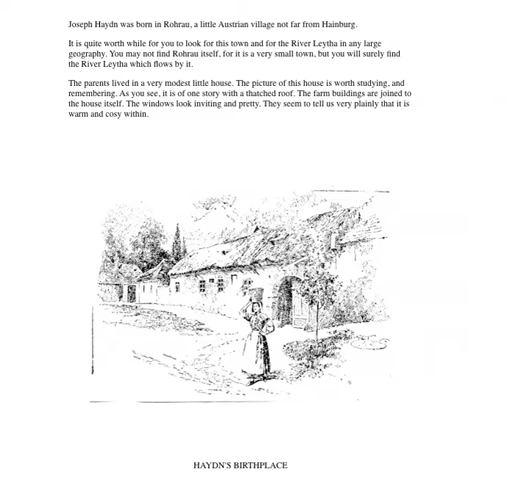 Joseph Haydn was born in Rohrau, a little Austrian village not far from Hainburg.
It is quite worth while for you to look for this town and for the River Leytha in any large
geography. You may not find Rohrau itself, for it is a very small town, but you will surely find
the River Leytha which flows by it.
The parents lived in a very modest little house. The picture of this house is worth studying, and
remembering. As you see, it is of one story with a thatched roof. The farm buildings are joined to
the house itself. The windows look inviting and pretty. They seem to tell us very plainly that it is
warm and cosy within.
HAYDN'S BIRTHPLACE